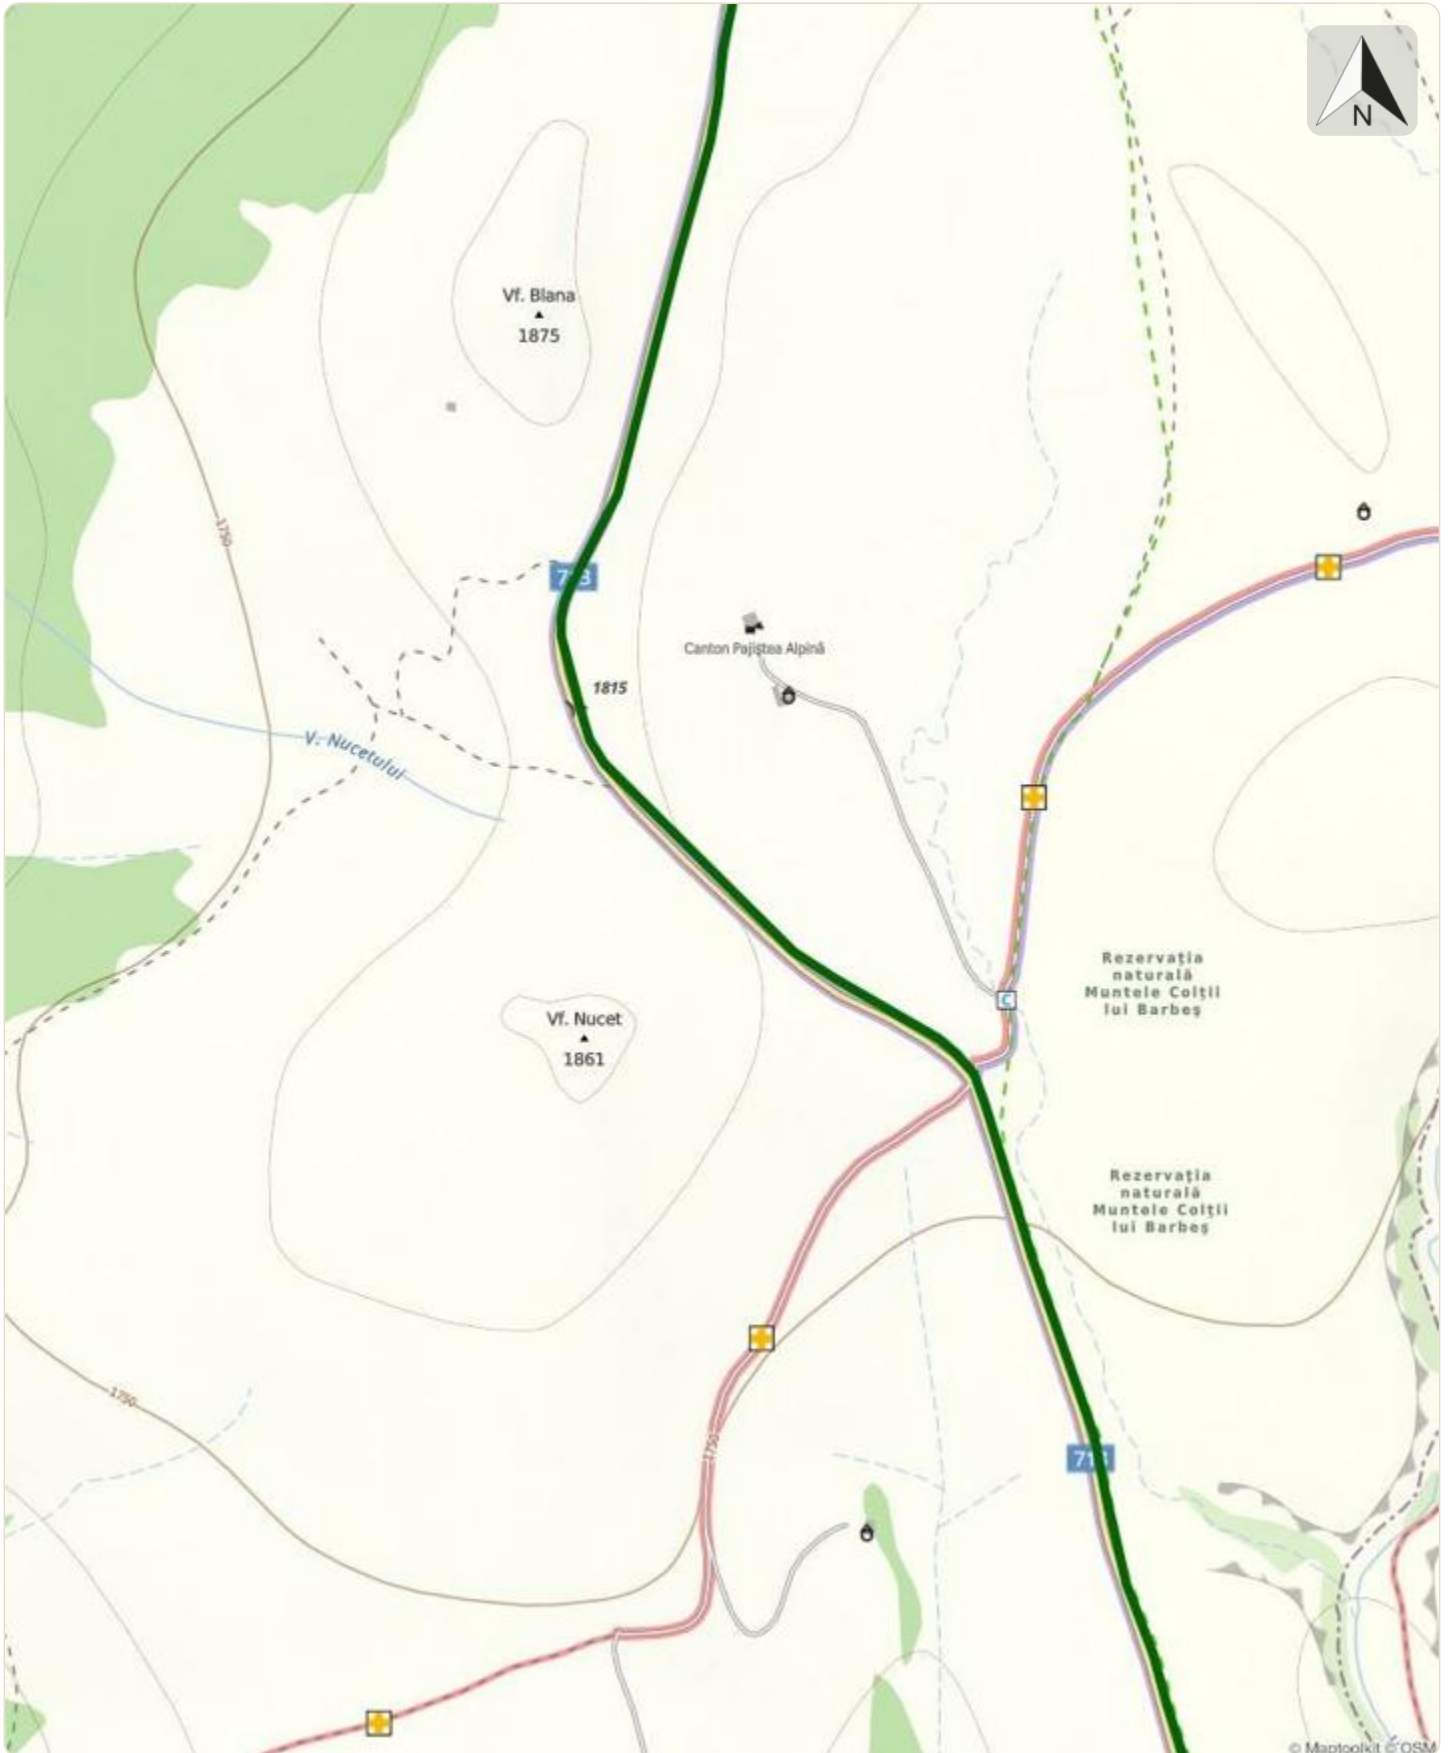 N
Vf. Blana
1875
1750
Canton Pajiștea Alpină
1815
V. Nucetului
Rezervația
naturală
Muntele Colții
lui Barbeș
C
Vf. Nucet
1861
Rezervația
naturală
Muntele Colții
lui Barbeș
1750
1750
© Maptoolkit © OSM